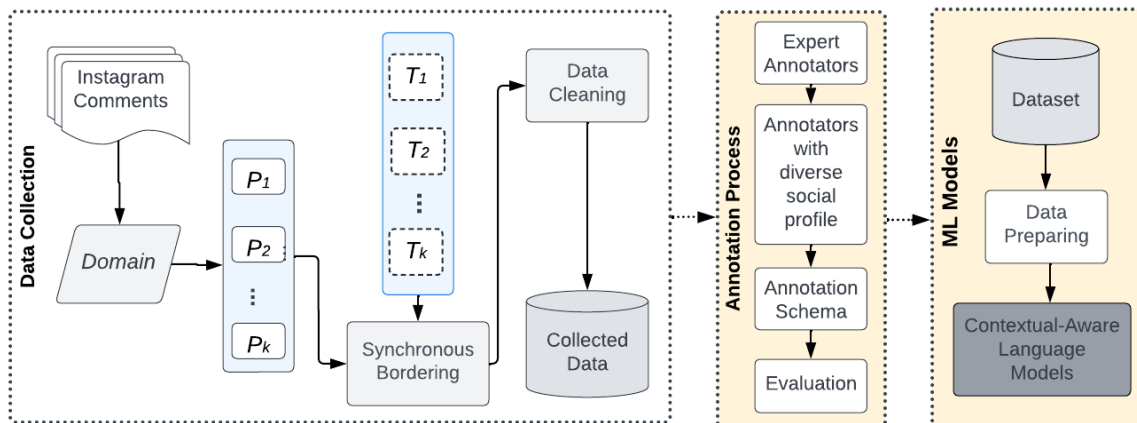 Data Collection
Instagram
Comments
Domain
P1
P2
⋮
Pk
T1
T2
⋮
Tk
Synchronous
Bordering
Data
Cleaning
Collected
Data
Annotation Process
Expert
Annotators
Annotators
with
diverse
social
profile
Annotation
Schema
Evaluation
ML Models
Dataset
Data
Preparing
Contextual-Aware
Language
Models